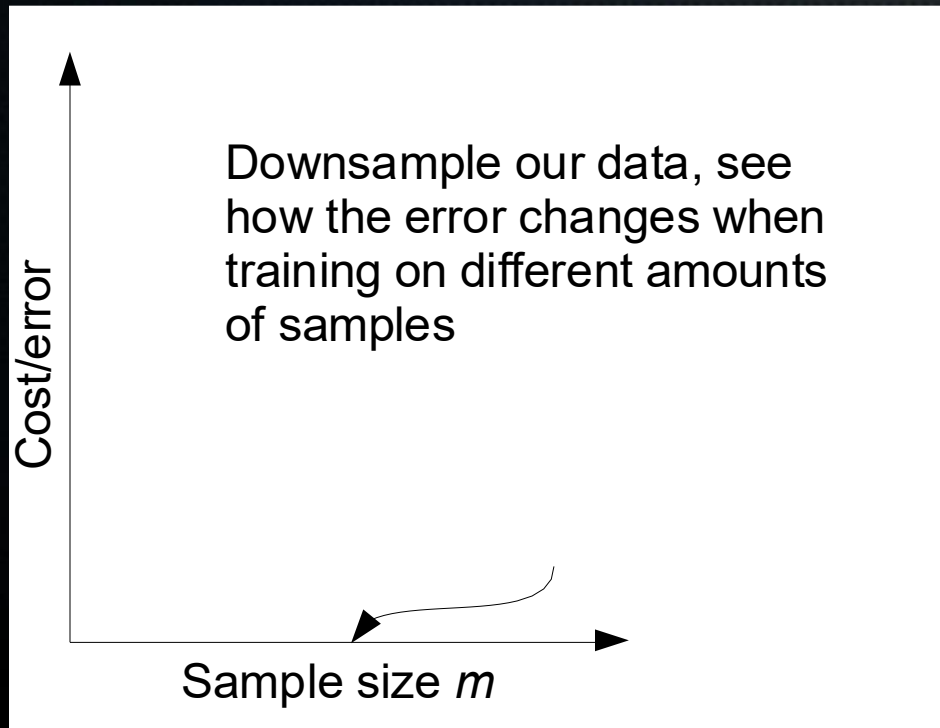 Downsample our data, see
how the error changes when
training on different amounts
of samples
Cost/error
Sample size m